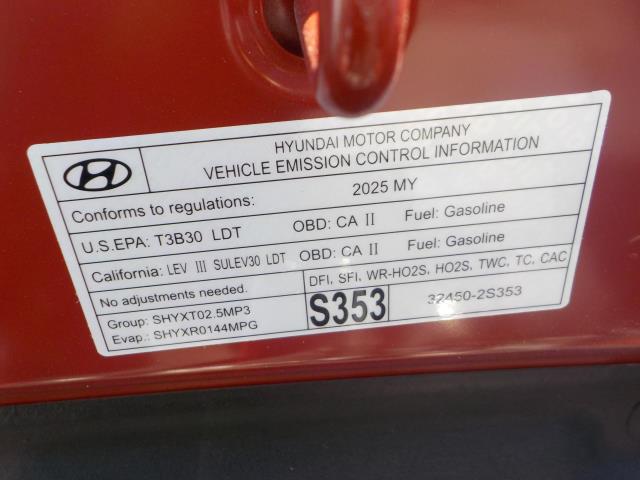 HYUNDAI MOTOR COMPANY
VEHICLE EMISSION CONTROL INFORMATION
Conforms to regulations: 2025 MY
U.S.EPA: T3B30 LDT OBD: CA II Fuel: Gasoline
California: LEV III SULEV30 LDT OBD: CA II Fuel: Gasoline
No adjustments needed. DFI, SFI, WR-HO2S, HO2S, TWC, TC, CAC
Group: SHYXT02.5MP3 S353 32450-2S353
Evap.: SHYXR0144MPG